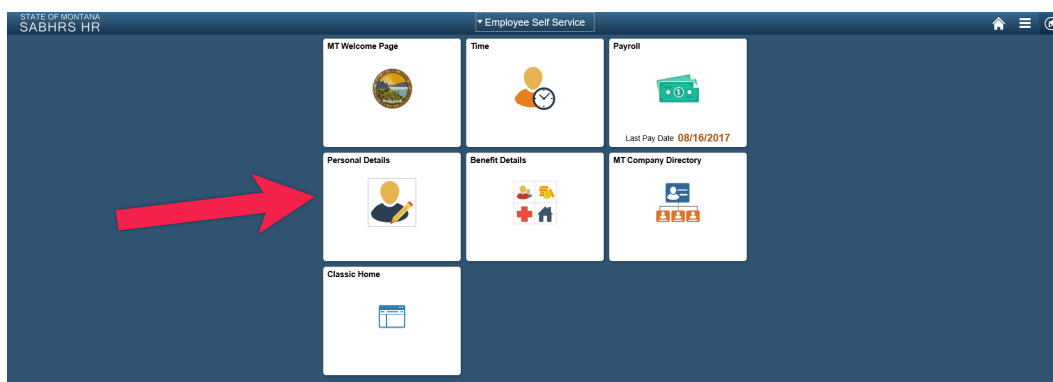 STATE OF MONTANA
SABHRS HR
Employee Self Service
MT Welcome Page
Time
Payroll
Last Pay Date 08/16/2017
Personal Details
Benefit Details
MT Company Directory
Classic Home